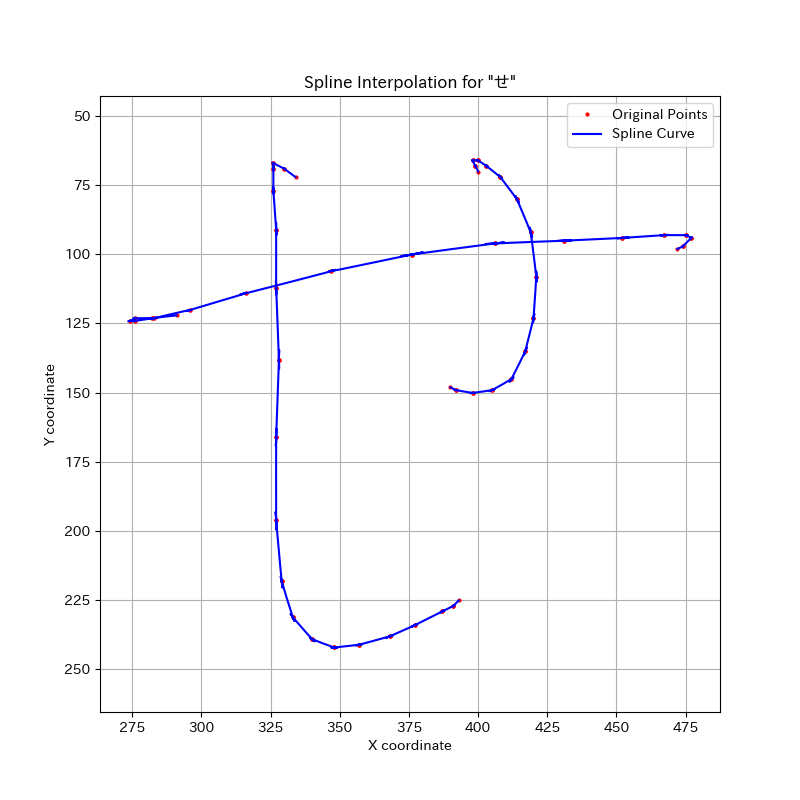 Spline Interpolation for "せ"
Original Points
Spline Curve
50
75
100
125
150
175
200
225
250
Y coordinate
275 300 325 350 375 400 425 450 475
X coordinate
せ